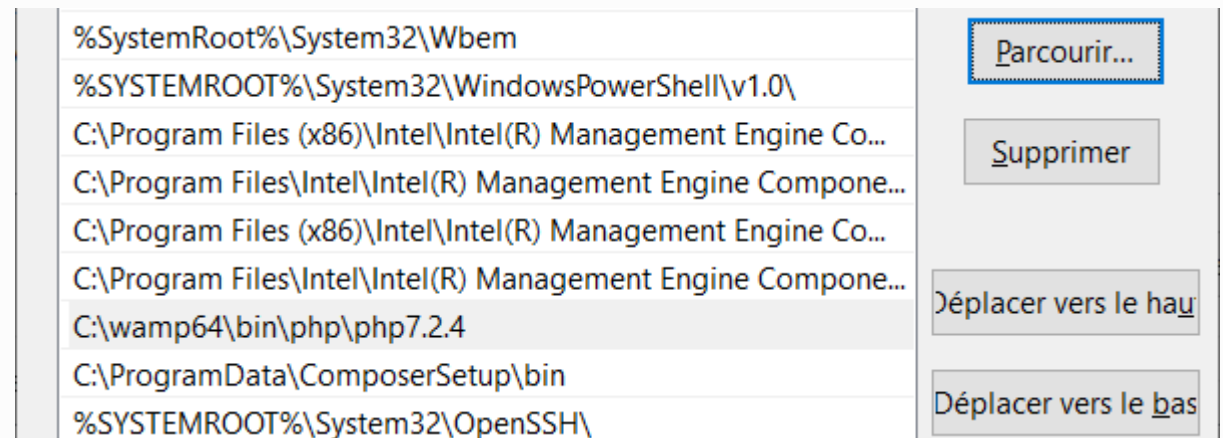 %SystemRoot%\System32\Wbem
%SYSTEMROOT%\System32\WindowsPowerShell\v1.0\
C:\Program Files (x86)\Intel\Intel(R) Management Engine Co...
C:\Program Files\Intel\Intel(R) Management Engine Compone...
C:\Program Files (x86)\Intel\Intel(R) Management Engine Co...
C:\Program Files\Intel\Intel(R) Management Engine Compone...
C:\wamp64\bin\php\php7.2.4
C:\ProgramData\ComposerSetup\bin
%SYSTEMROOT%\System32\OpenSSH\
Parcourir...
Supprimer
Déplacer vers le hau
Déplacer vers le bas